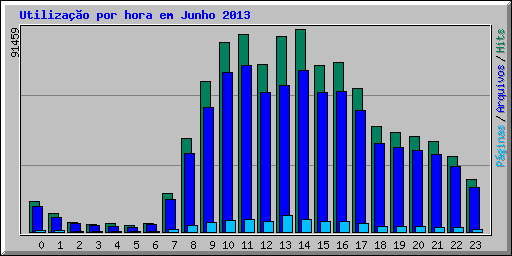 Utilização por hora em Junho 2013
91459
Páginas / Arquivos / Hits
0 1 2 3 4 5 6 7 8 9 10 11 12 13 14 15 16 17 18 19 20 21 22 23